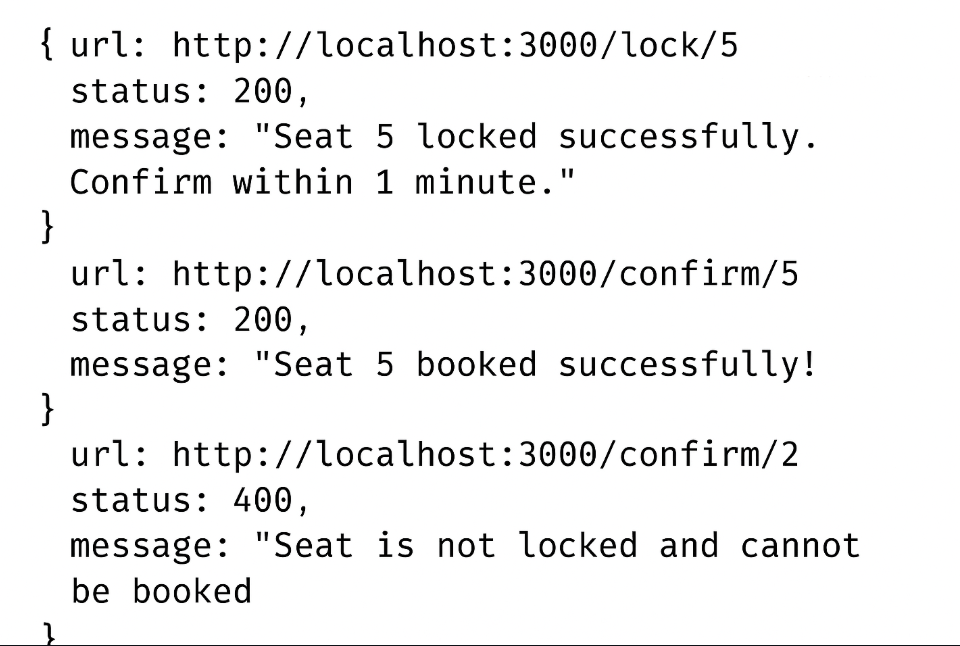 { url: http://localhost:3000/lock/5
status: 200,
message: "Seat 5 locked successfully.
Confirm within 1 minute."
}
url: http://localhost:3000/confirm/5
status: 200,
message: "Seat 5 booked successfully!
}
url: http://localhost:3000/confirm/2
status: 400,
message: "Seat is not locked and cannot
be booked
}